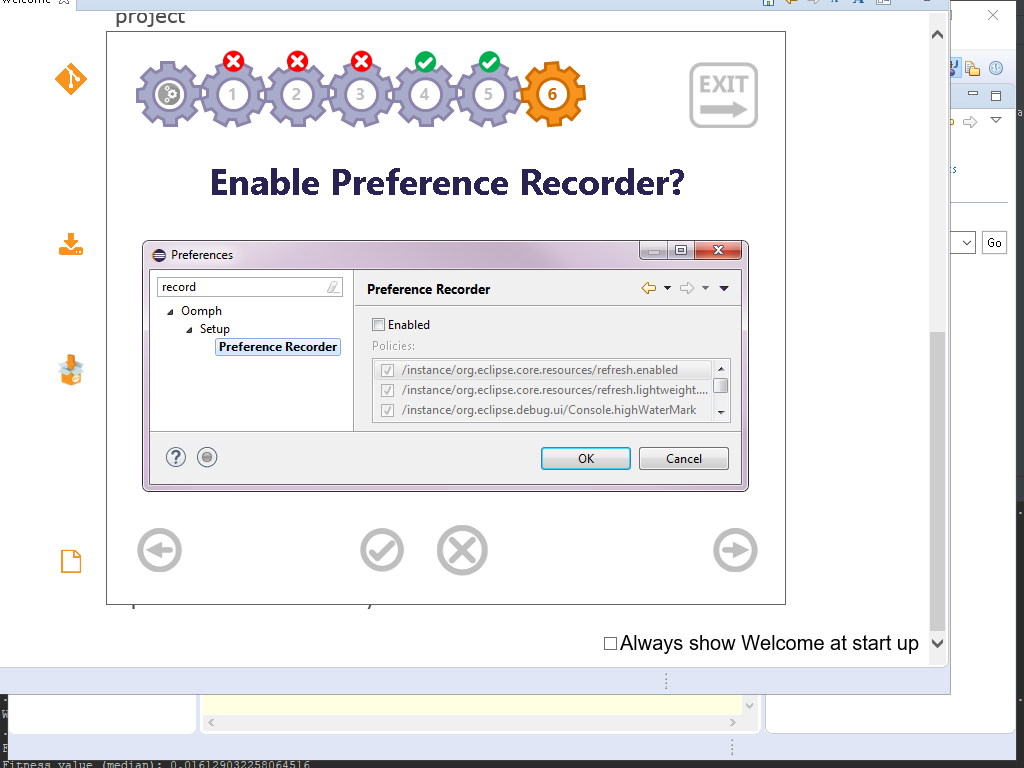 Welcome
project
1
2
3
4
5
6
EXIT
Enable Preference Recorder?
Preferences
record
Oomph
Setup
Preference Recorder
Preference Recorder
Enabled
Policies:
/instance/org.eclipse.core.resources/refresh.enabled
/instance/org.eclipse.core.resources/refresh.lightweight....
/instance/org.eclipse.debug.ui/Console.highWaterMark
OK
Cancel
Go
Always show Welcome at start up
Fitness value (median): 0.016129032258064516